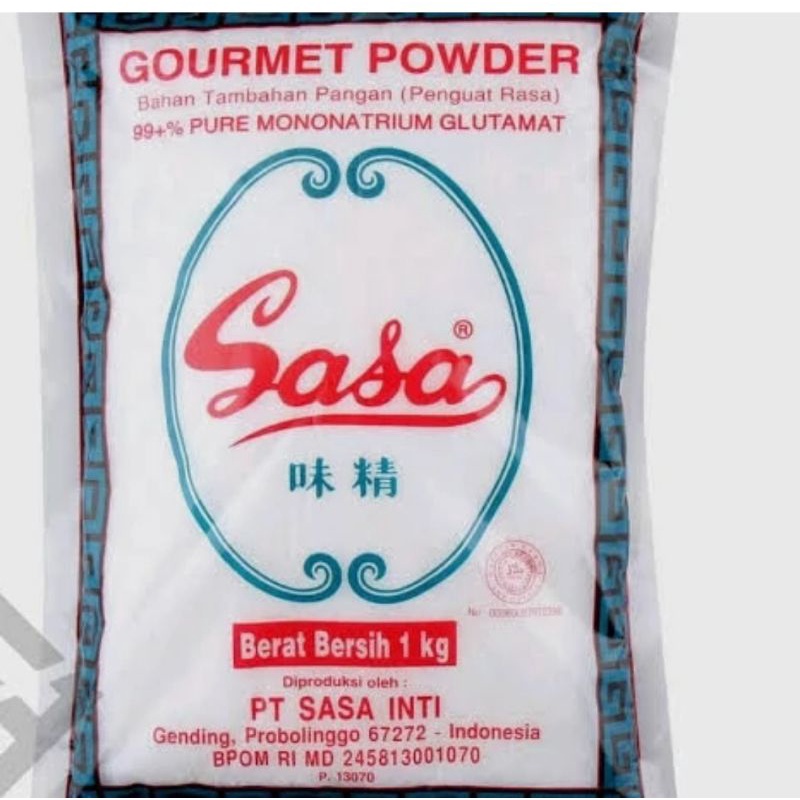 GOURMET POWDER
Bahan Tambahan Pangan (Penguat Rasa)
99+% PURE MONONATRIUM GLUTAMAT
Sasa®
味精
Berat Bersih 1 kg
Diproduksi oleh :
PT SASA INTI
Gending, Probolinggo 67272 - Indonesia
BPOM RI MD 245813001070
P. 13070